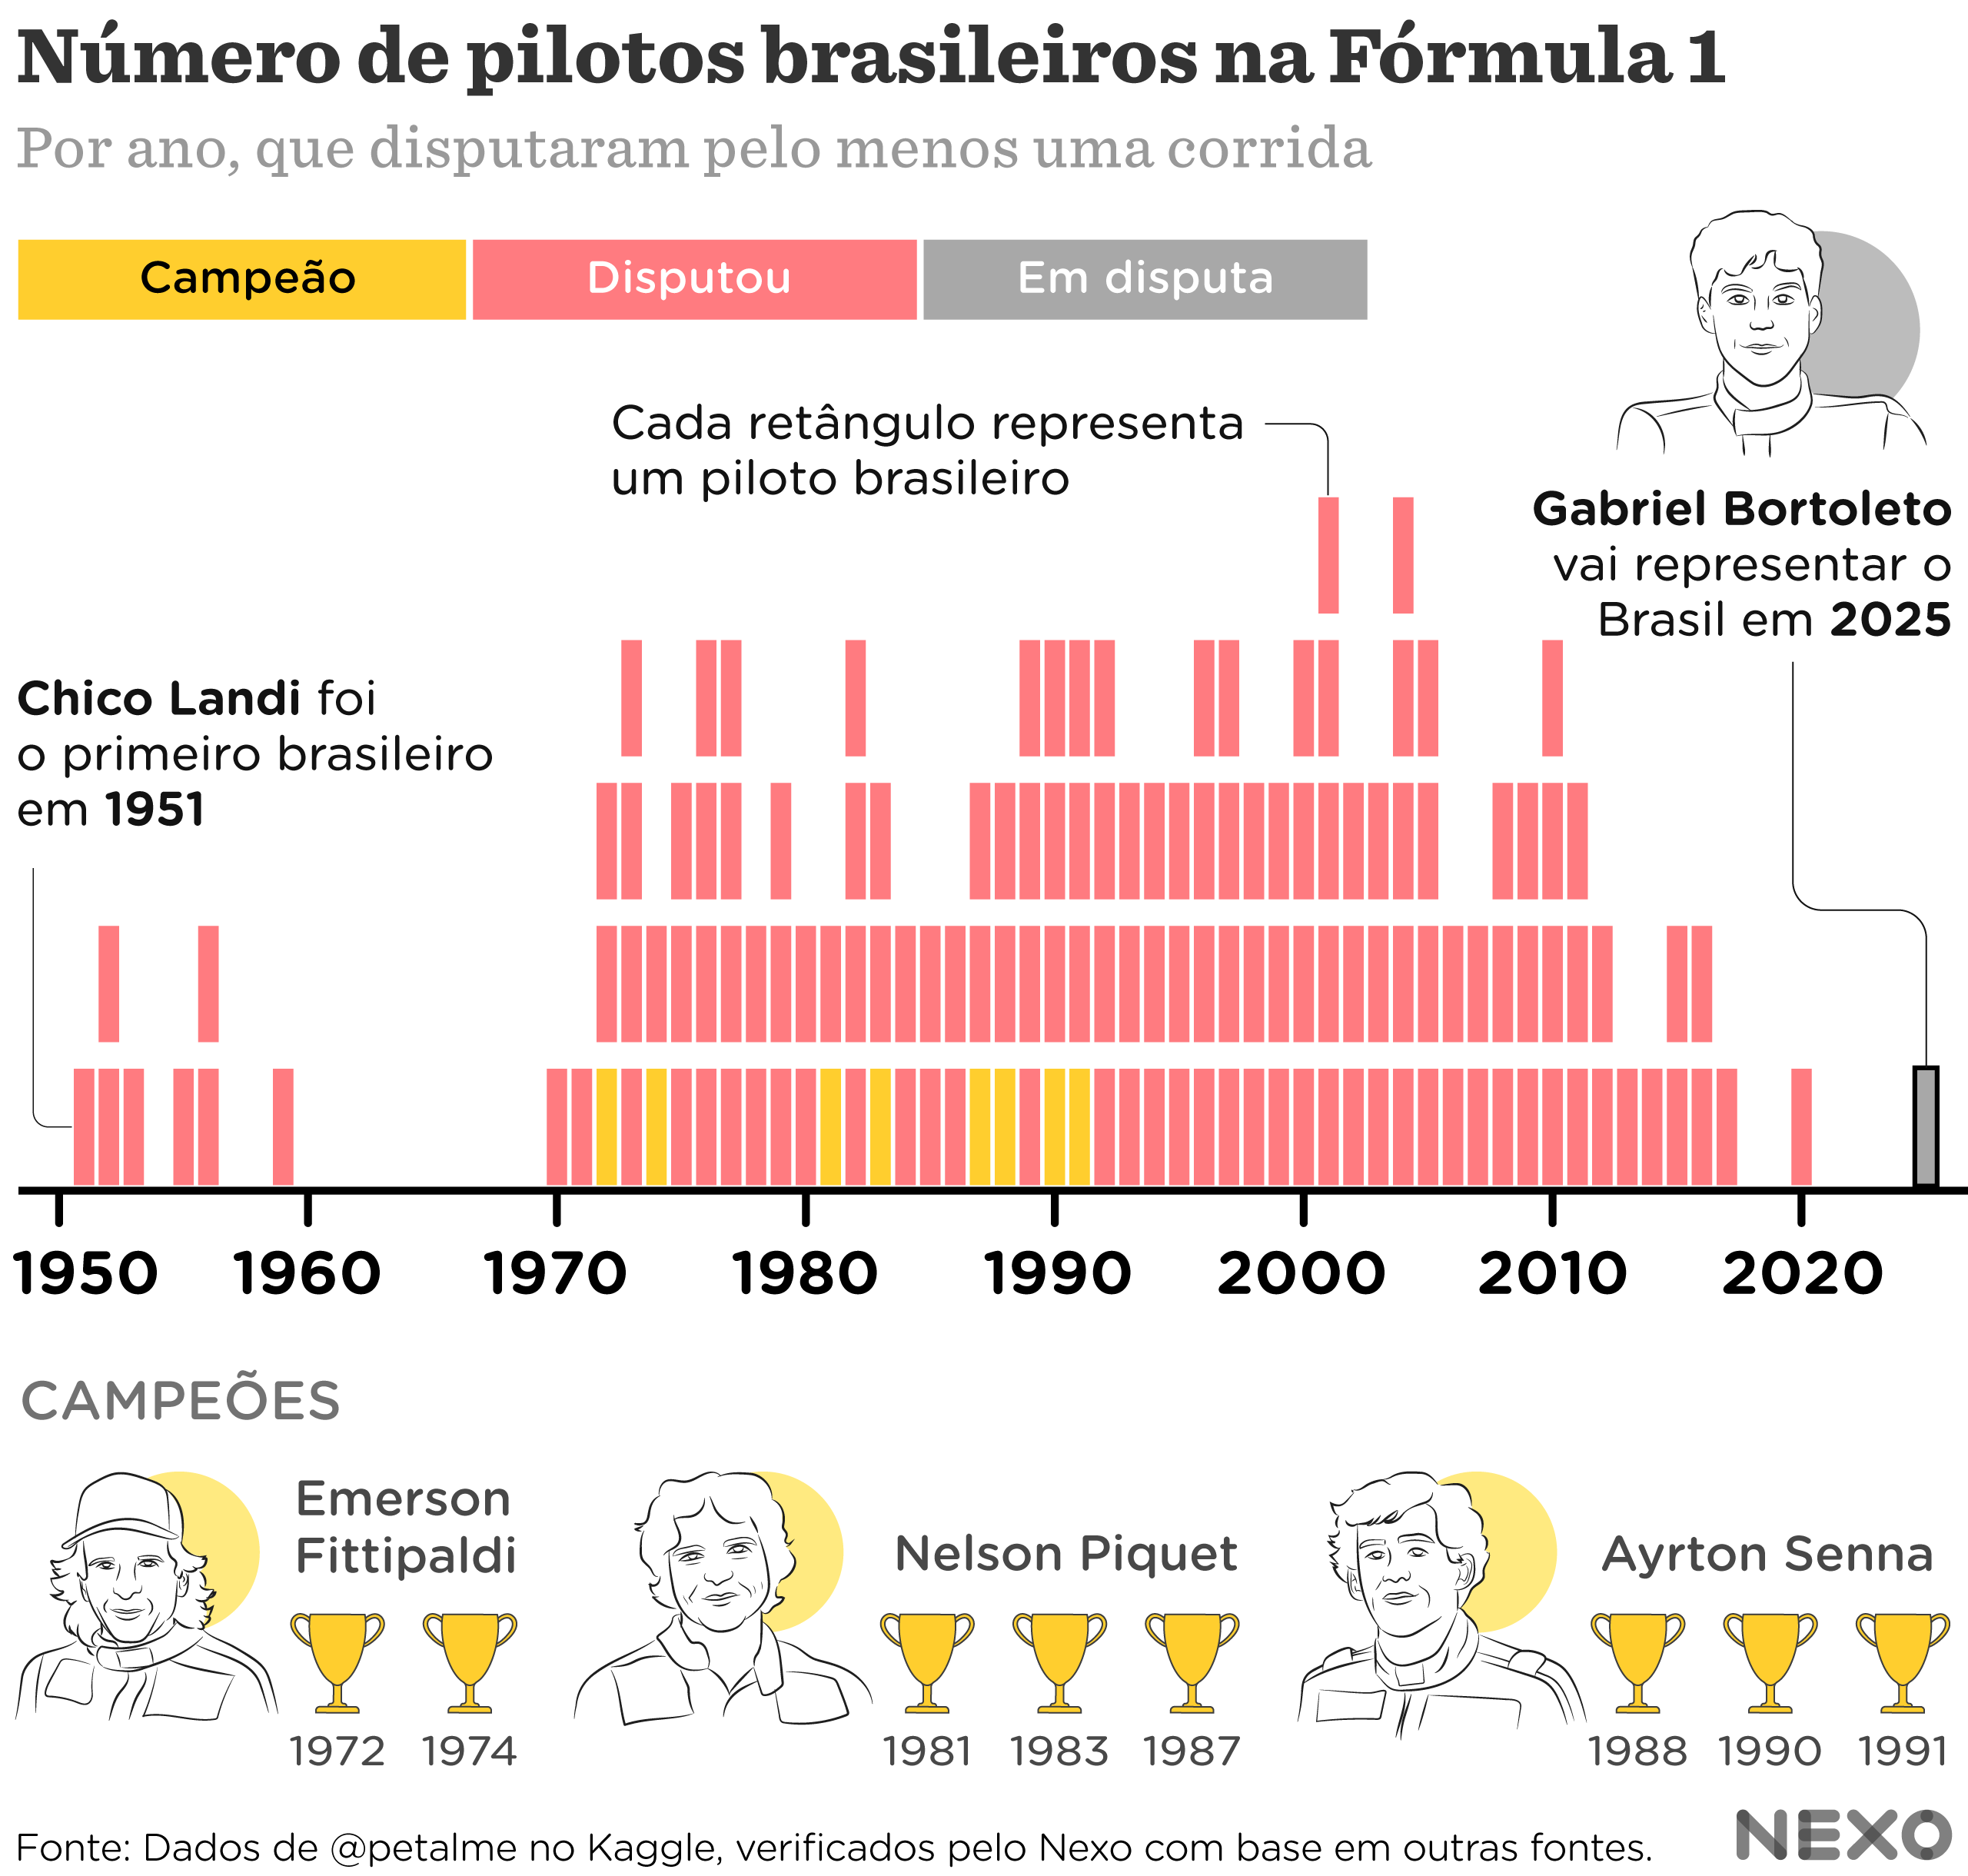 Número de pilotos brasileiros na Fórmula 1
Por ano, que disputaram pelo menos uma corrida
Campeão
Disputou
Em disputa
Cada retângulo representa
um piloto brasileiro
Gabriel Bortoleto
vai representar o
Brasil em 2025
Chico Landi foi
o primeiro brasileiro
em 1951
1950
1960
1970
1980
1990
2000
2010
2020
CAMPEÕES
Emerson
Fittipaldi
1972
1974
Nelson Piquet
1981
1983
1987
Ayrton Senna
1988
1990
1991
Fonte: Dados de @petalme no Kaggle, verificados pelo Nexo com base em outras fontes.
NEXO